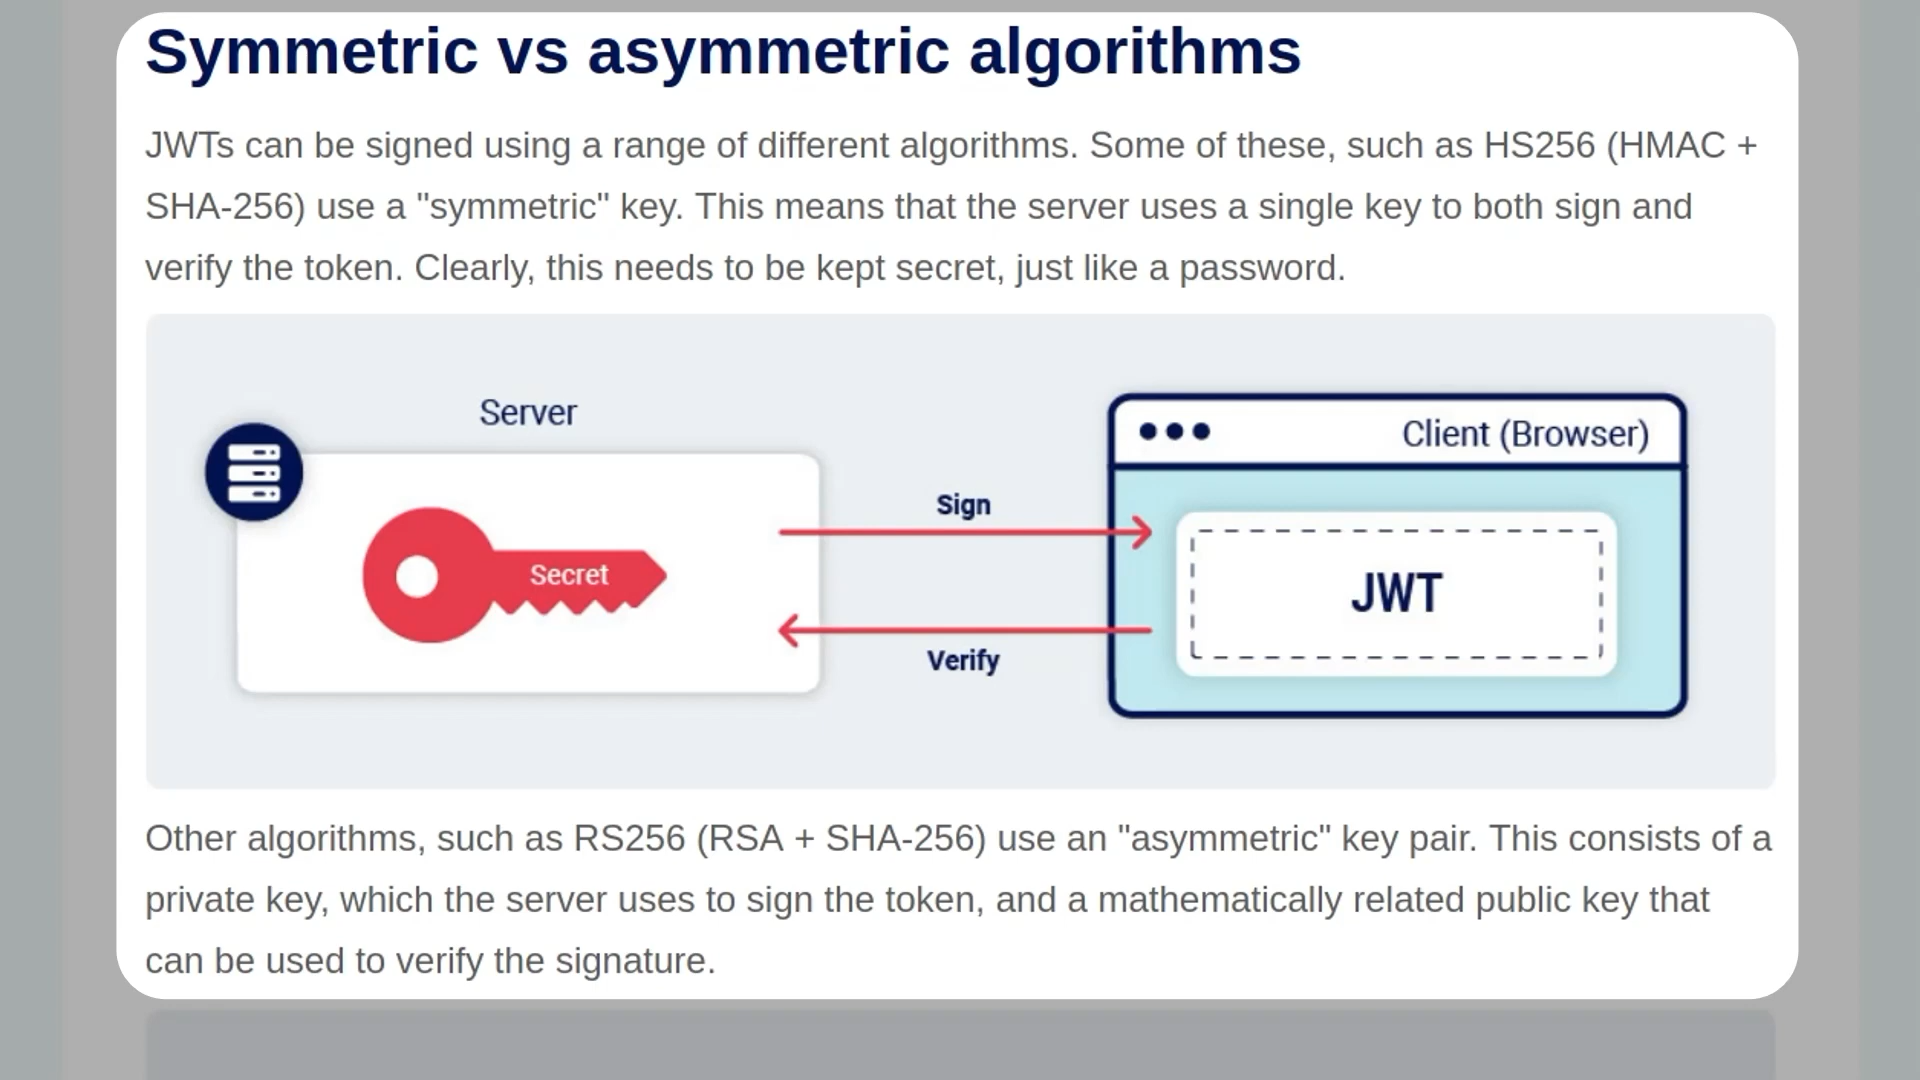 Symmetric vs asymmetric algorithms
JWTs can be signed using a range of different algorithms. Some of these, such as HS256 (HMAC +
SHA-256) use a "symmetric" key. This means that the server uses a single key to both sign and
verify the token. Clearly, this needs to be kept secret, just like a password.
Server
Client (Browser)
Secret
Sign
JWT
Verify
Other algorithms, such as RS256 (RSA + SHA-256) use an "asymmetric" key pair. This consists of a
private key, which the server uses to sign the token, and a mathematically related public key that
can be used to verify the signature.